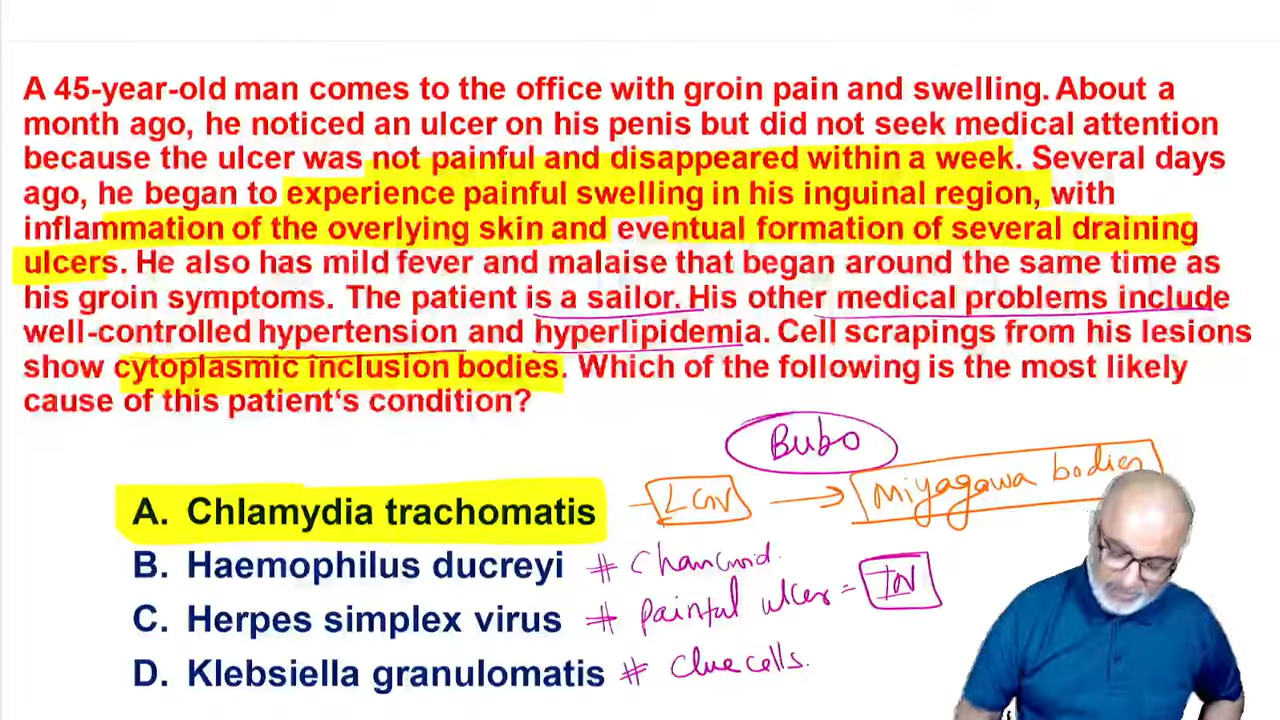 A 45-year-old man comes to the office with groin pain and swelling. About a
month ago, he noticed an ulcer on his penis but did not seek medical attention
because the ulcer was not painful and disappeared within a week. Several days
ago, he began to experience painful swelling in his inguinal region, with
inflammation of the overlying skin and eventual formation of several draining
ulcers. He also has mild fever and malaise that began around the same time as
his groin symptoms. The patient is a sailor. His other medical problems include
well-controlled hypertension and hyperlipidemia. Cell scrapings from his lesions
show cytoplasmic inclusion bodies. Which of the following is the most likely
cause of this patient‘s condition?
Bubo
A. Chlamydia trachomatis - LGV → Miyagawa bodies
B. Haemophilus ducreyi # Chancroid.
C. Herpes simplex virus # painful ulcer =
D. Klebsiella granulomatis # Clue cells.